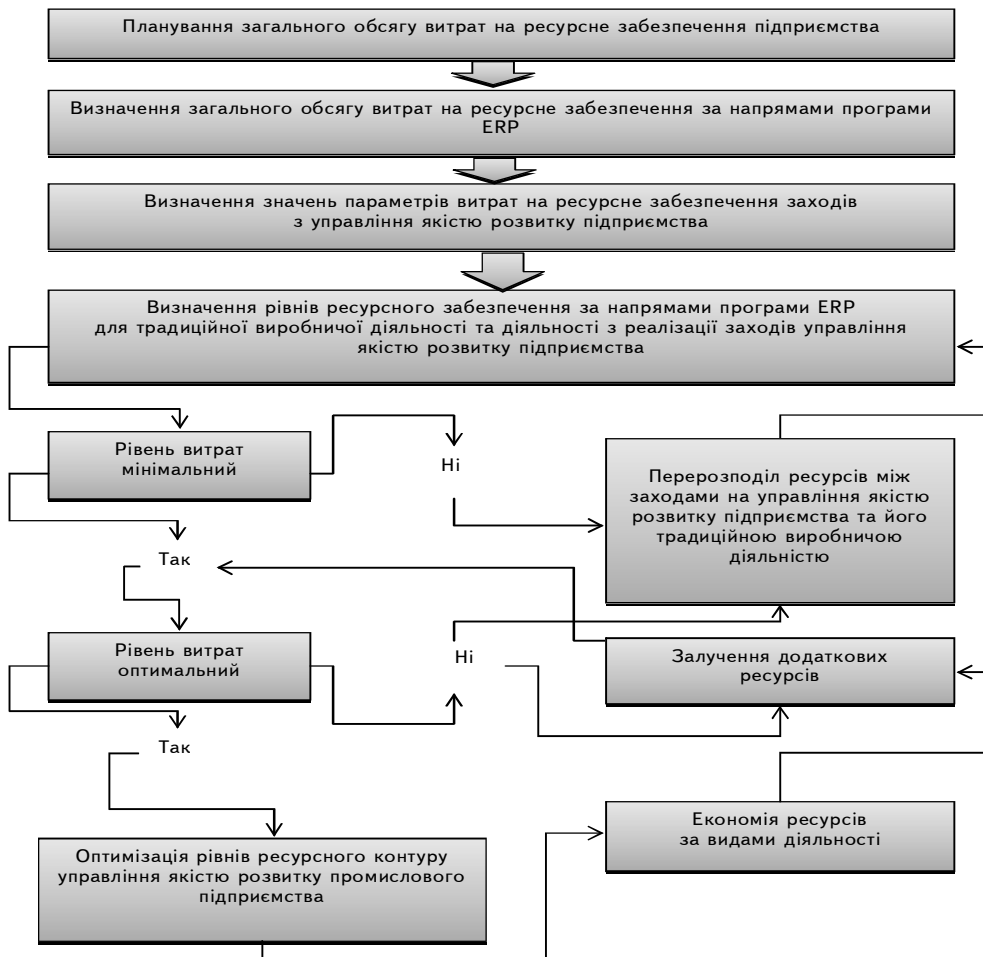 Планування загального обсягу витрат на ресурсне забезпечення підприємства
Визначення загального обсягу витрат на ресурсне забезпечення за напрямами програми
ERP
Визначення значень параметрів витрат на ресурсне забезпечення заходів
з управління якістю розвитку підприємства
Визначення рівнів ресурсного забезпечення за напрямами програми ERP
для традиційної виробничої діяльності та діяльності з реалізації заходів управління
якістю розвитку підприємства
Рівень витрат
мінімальний
Ні
Перерозподіл ресурсів між
заходами на управління якістю
розвитку підприємства та його
традиційною виробничою
діяльністю
Так
Рівень витрат
оптимальний
Ні
Залучення додаткових
ресурсів
Так
Економія ресурсів
за видами діяльності
Оптимізація рівнів ресурсного контуру
управління якістю розвитку промислового
підприємства